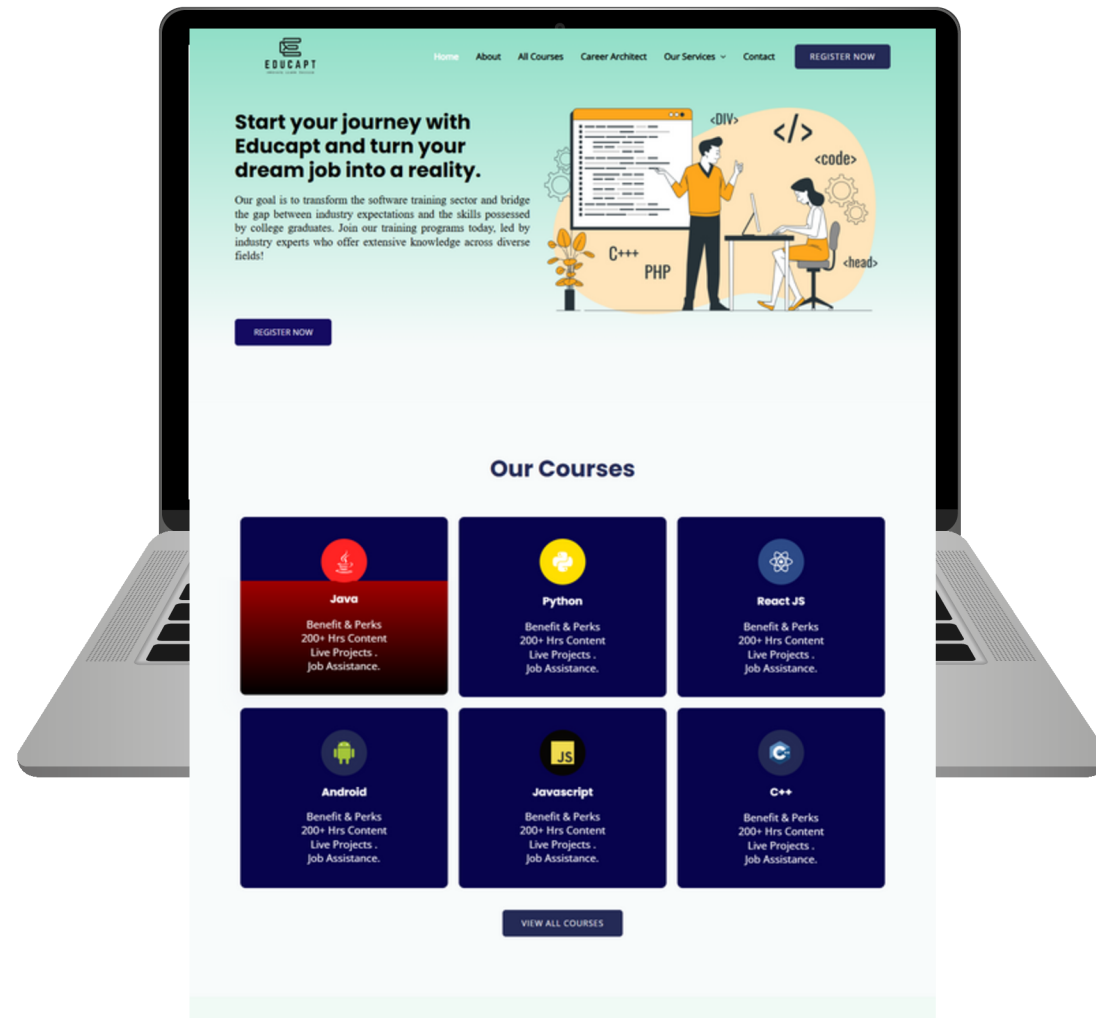 EDUCAPT
Home About All Courses Career Architect Our Services Contact REGISTER NOW
Start your journey with
Educapt and turn your
dream job into a reality.
Our goal is to transform the software training sector and bridge
the gap between industry expectations and the skills possessed
by college graduates. Join our training programs today, led by
industry experts who offer extensive knowledge across diverse
fields!
REGISTER NOW
<DIV>
</>
<code>
C+++
PHP
<head>
Our Courses
Java
Benefit & Perks
200+ Hrs Content
Live Projects .
Job Assistance.
Python
Benefit & Perks
200+ Hrs Content
Live Projects .
Job Assistance.
React JS
Benefit & Perks
200+ Hrs Content
Live Projects .
Job Assistance.
Android
Benefit & Perks
200+ Hrs Content
Live Projects .
Job Assistance.
JS
Javascript
Benefit & Perks
200+ Hrs Content
Live Projects .
Job Assistance.
C++
C++
Benefit & Perks
200+ Hrs Content
Live Projects .
Job Assistance.
VIEW ALL COURSES